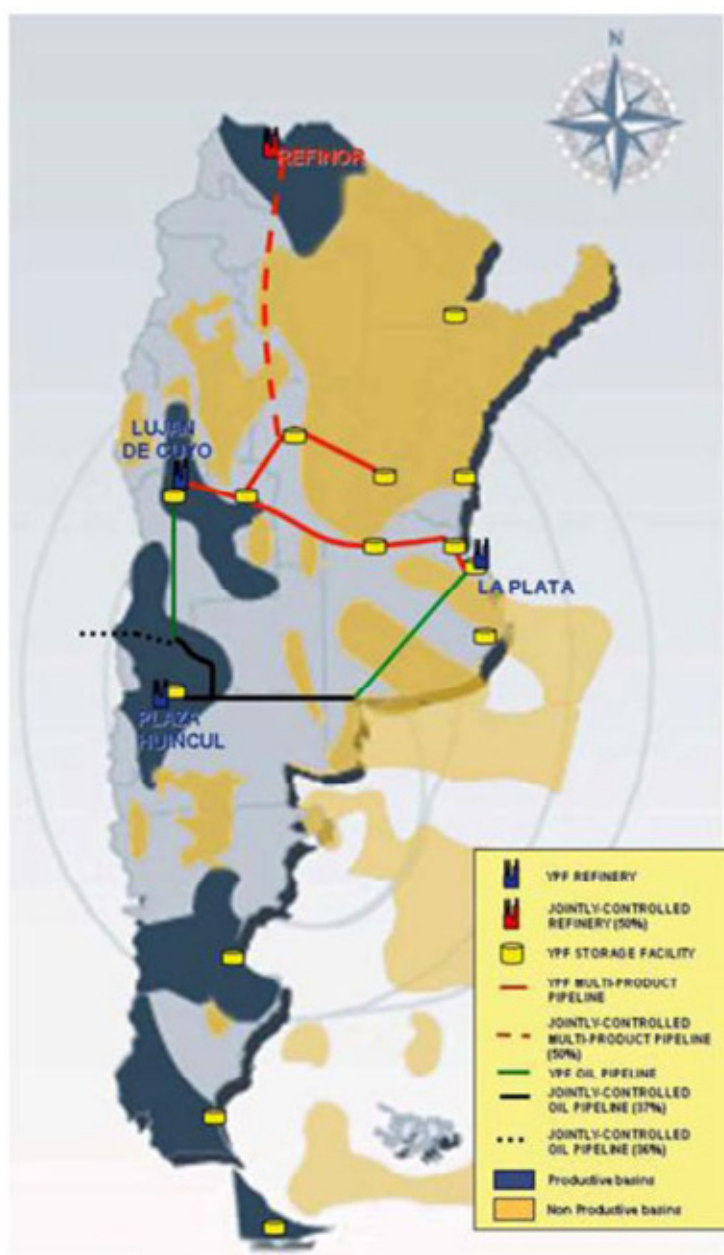 N
REFINOR
LUJAN
DE CUYO
LA PLATA
PLAZA
HUINCUL
YPF REFINERY
JOINTLY-CONTROLLED
REFINERY (50%)
YPF STORAGE FACILITY
YPF MULTI-PRODUCT
PIPELINE
JOINTLY-CONTROLLED
MULTI-PRODUCT PIPELINE
(50%)
YPF OIL PIPELINE
JOINTLY-CONTROLLED
OIL PIPELINE (37%)
JOINTLY-CONTROLLED
OIL PIPELINE (36%)
Productive basins
Non Productive basins